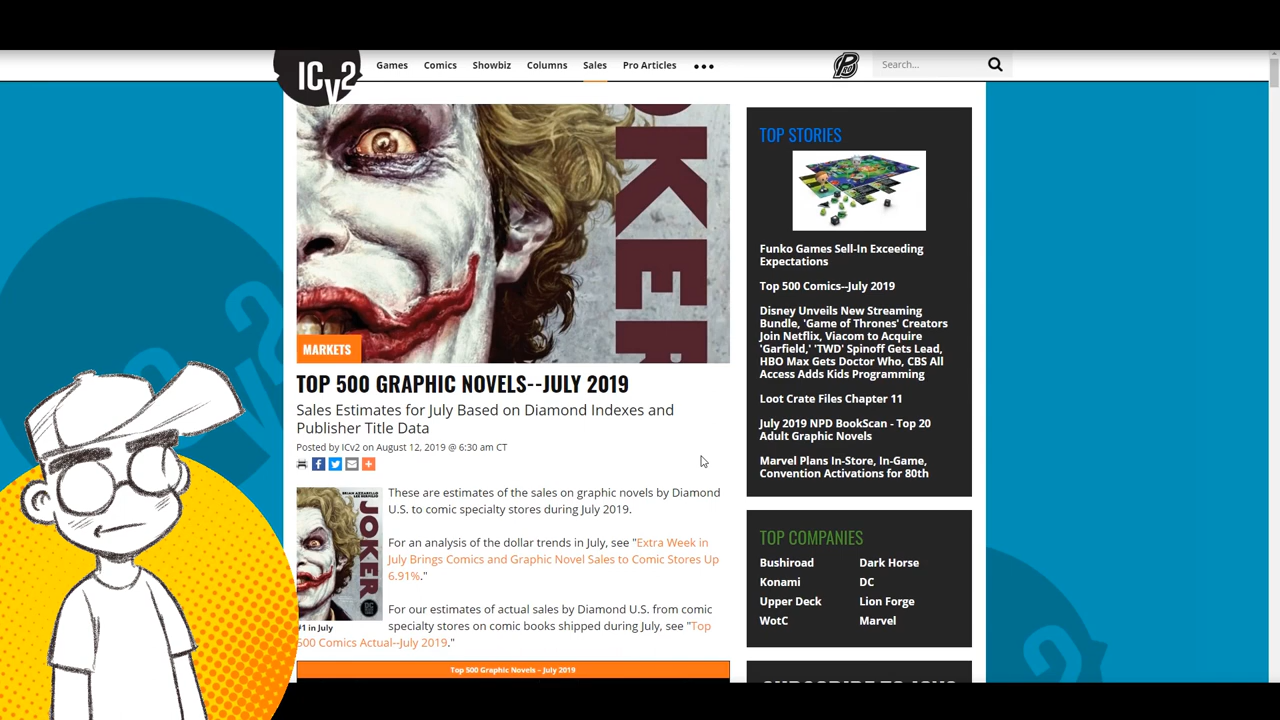 ICv2
Games
Comics
Showbiz
Columns
Sales
Pro Articles
Search...
JOKER
MARKETS
TOP 500 GRAPHIC NOVELS--JULY 2019
Sales Estimates for July Based on Diamond Indexes and
Publisher Title Data
Posted by ICv2 on August 12, 2019 @ 6:30 am CT
BRIAN AZZARELLO
JOKER
#1 in July
These are estimates of the sales on graphic novels by Diamond
U.S. to comic specialty stores during July 2019.
For an analysis of the dollar trends in July, see "Extra Week in
July Brings Comics and Graphic Novel Sales to Comic Stores Up
6.91%."
For our estimates of actual sales by Diamond U.S. from comic
specialty stores on comic books shipped during July, see "Top
500 Comics Actual--July 2019."
Top 500 Graphic Novels – July 2019
TOP STORIES
Funko Games Sell-In Exceeding
Expectations
Top 500 Comics--July 2019
Disney Unveils New Streaming
Bundle, 'Game of Thrones' Creators
Join Netflix, Viacom to Acquire
'Garfield,' 'TWD' Spinoff Gets Lead,
HBO Max Gets Doctor Who, CBS All
Access Adds Kids Programming
Loot Crate Files Chapter 11
July 2019 NPD BookScan - Top 20
Adult Graphic Novels
Marvel Plans In-Store, In-Game,
Convention Activations for 80th
TOP COMPANIES
Bushiroad
Dark Horse
Konami
DC
Upper Deck
Lion Forge
WotC
Marvel
SUBSCRIBE TO ICV2